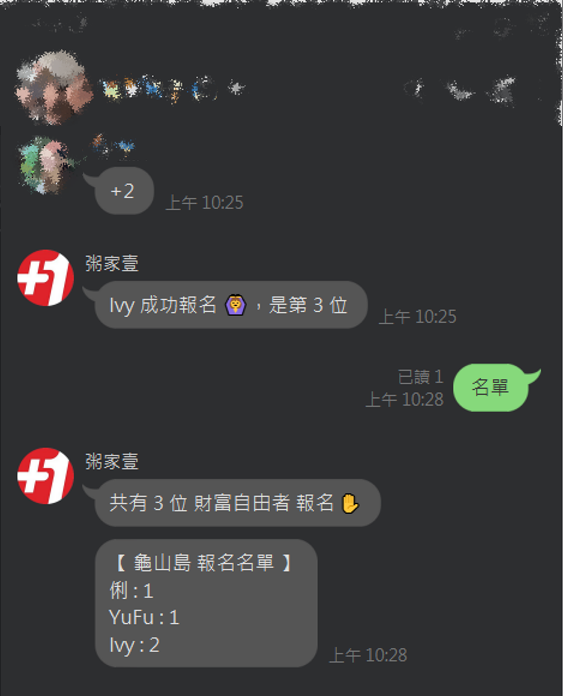 +2
上午 10:25
+1
粥家壹
Ivy 成功報名 🙆，是第 3 位
上午 10:25
已讀 1
上午 10:28
名單
+1
粥家壹
共有 3 位 財富自由者 報名✋
【 龜山島 報名名單 】
俐 : 1
YuFu : 1
Ivy : 2
上午 10:28